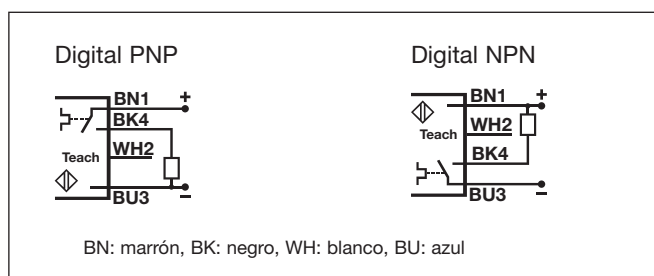 Digital PNP
BN1
+
BK4
Teach
WH2
BU3
–
Digital NPN
BN1
+
Teach
WH2
BK4
BU3
–
BN: marrón, BK: negro, WH: blanco, BU: azul